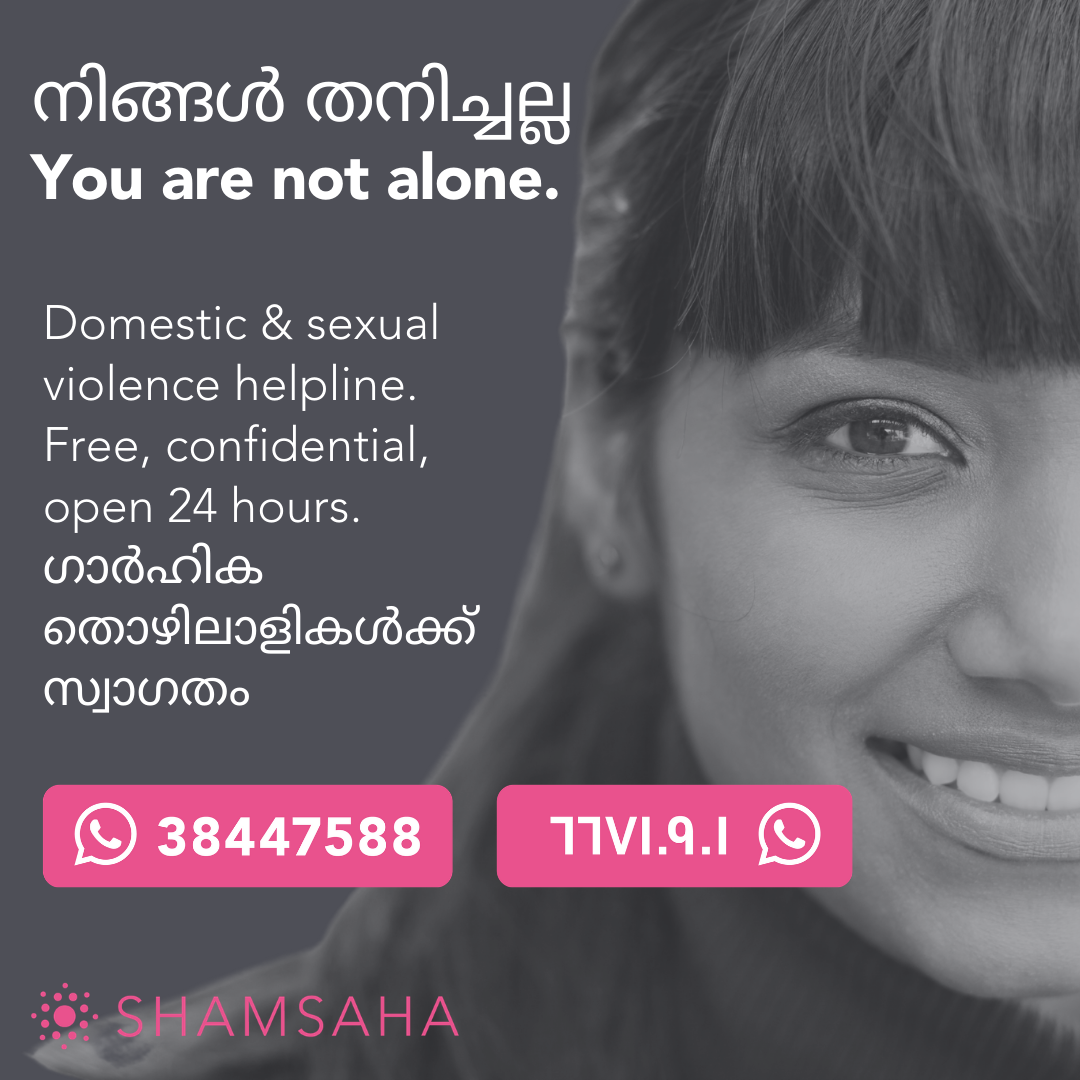 നിങ്ങൾ തനിച്ചല്ല
You are not alone.
Domestic & sexual
violence helpline.
Free, confidential,
open 24 hours.
ഗാർഹിക
തൊഴിലാളികൾക്ക്
സ്വാഗതം
38447588
٦٦٧١٠٩٠١
SHAMSAHA